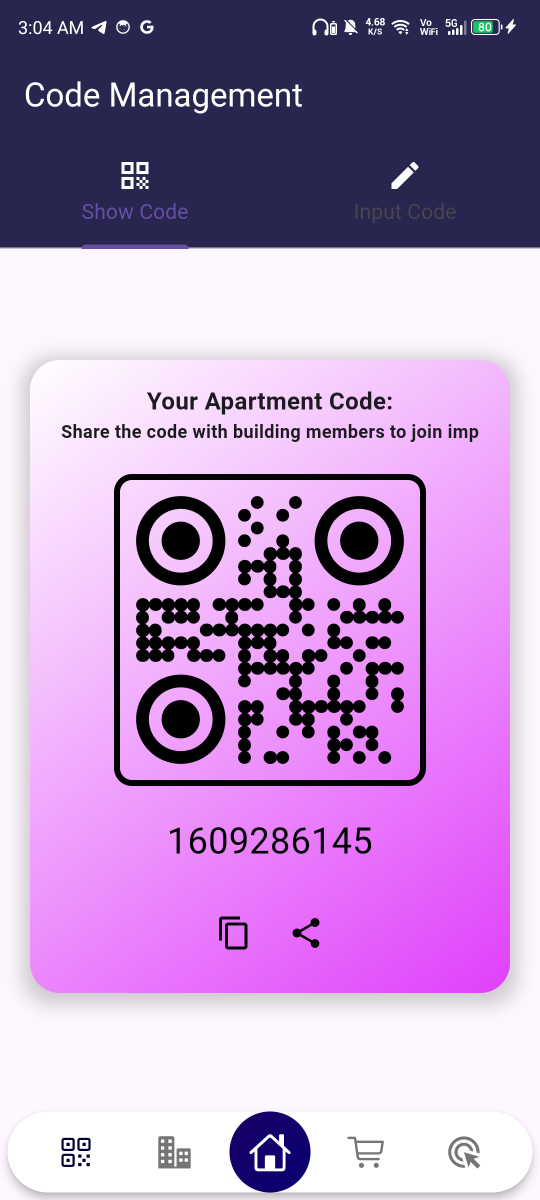 3:04 AM
4.68 K/S
Vo WiFi
5G
80
Code Management
Show Code
Input Code
Your Apartment Code:
Share the code with building members to join imp
1609286145